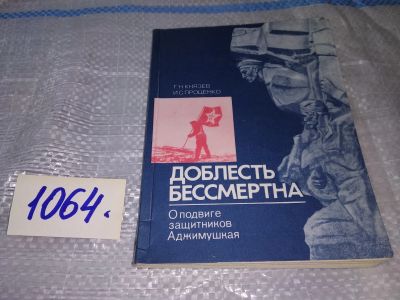 Г.Н.КНЯЗЕВ
И.С.ПРОЦЕНКО
ДОБЛЕСТЬ
БЕССМЕРТНА
О подвиге
защитников
Аджимушкая
1064.